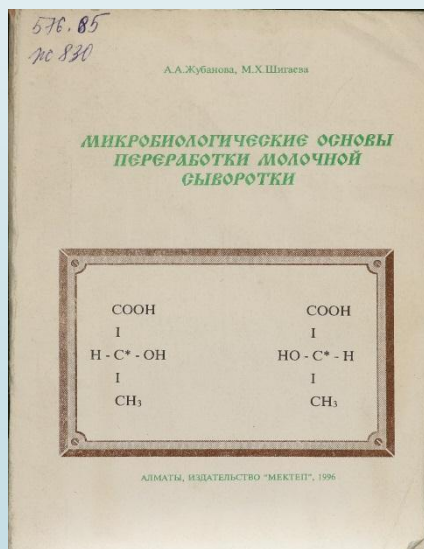 576.85
ж 830
А.А.Жубанова, М.Х.Шигаева
МИКРОБИОЛОГИЧЕСКИЕ ОСНОВЫ
ПЕРЕРАБОТКИ МОЛОЧНОЙ
СЫВОРОТКИ
COOH COOH
I I
H - C* - OH HO - C* - H
I I
CH₃ CH₃
АЛМАТЫ, ИЗДАТЕЛЬСТВО "МЕКТЕП", 1996